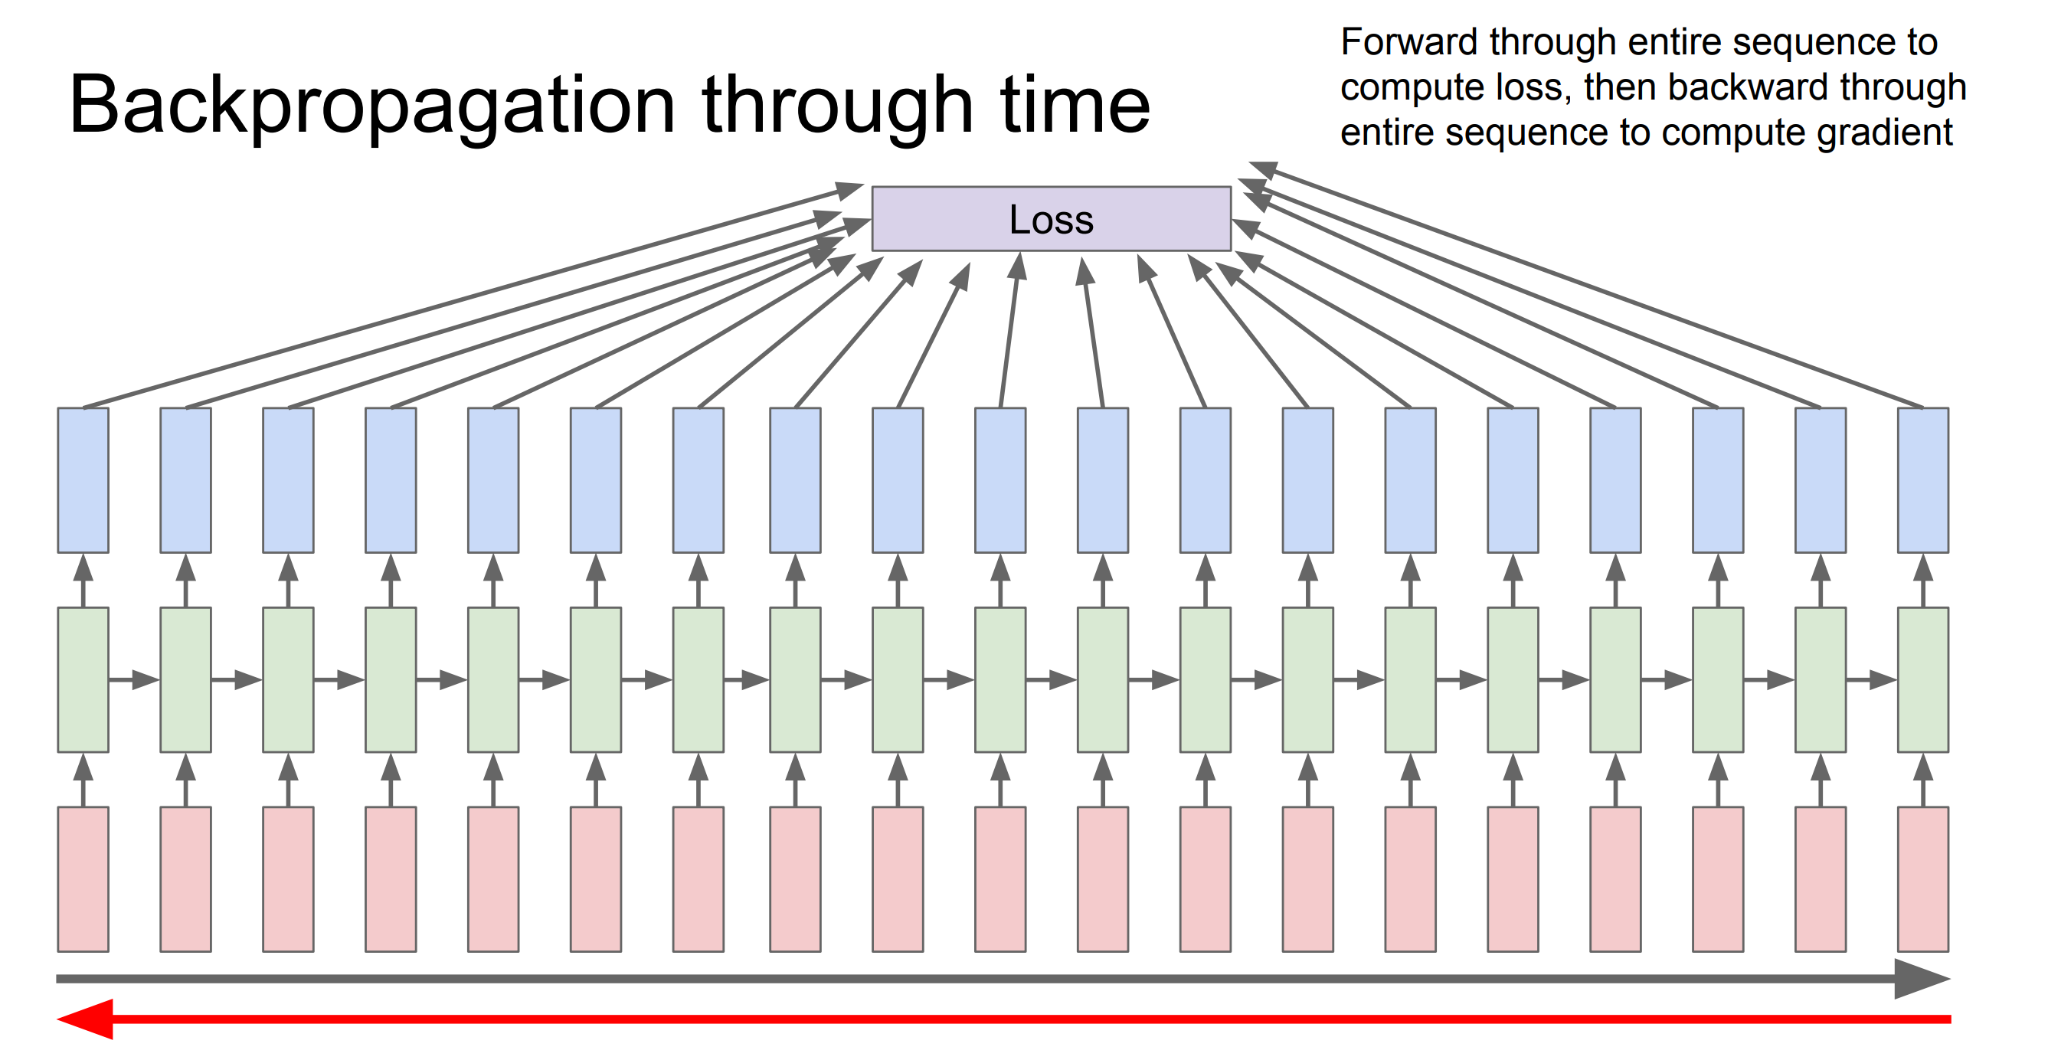 Backpropagation through time
Forward through entire sequence to
compute loss, then backward through
entire sequence to compute gradient
Loss